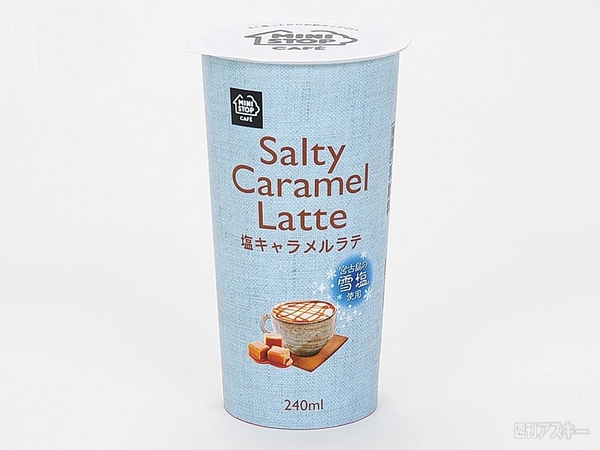 MINI
STOP
CAFÉ
MINI
STOP
CAFÉ
Salty
Caramel
Latte
塩キャラメルラテ
宮古島の
雪塩
使用
240ml
週刊アスキー